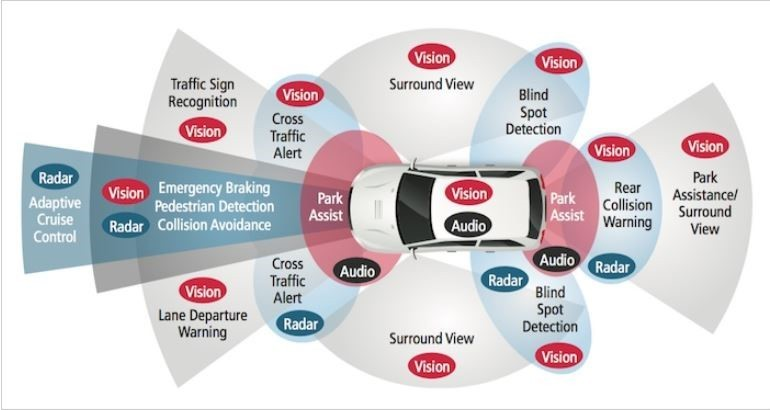 Vision
Surround View
Vision
Blind
Spot
Detection
Traffic Sign
Recognition
Vision
Vision
Cross
Traffic
Alert
Radar
Adaptive
Cruise
Control
Vision
Radar
Emergency Braking
Pedestrian Detection
Collision Avoidance
Park
Assist
Audio
Vision
Audio
Park
Assist
Audio
Vision
Rear
Collision
Warning
Radar
Vision
Park
Assistance/
Surround
View
Vision
Lane Departure
Warning
Cross
Traffic
Alert
Radar
Surround View
Vision
Radar
Blind
Spot
Detection
Vision